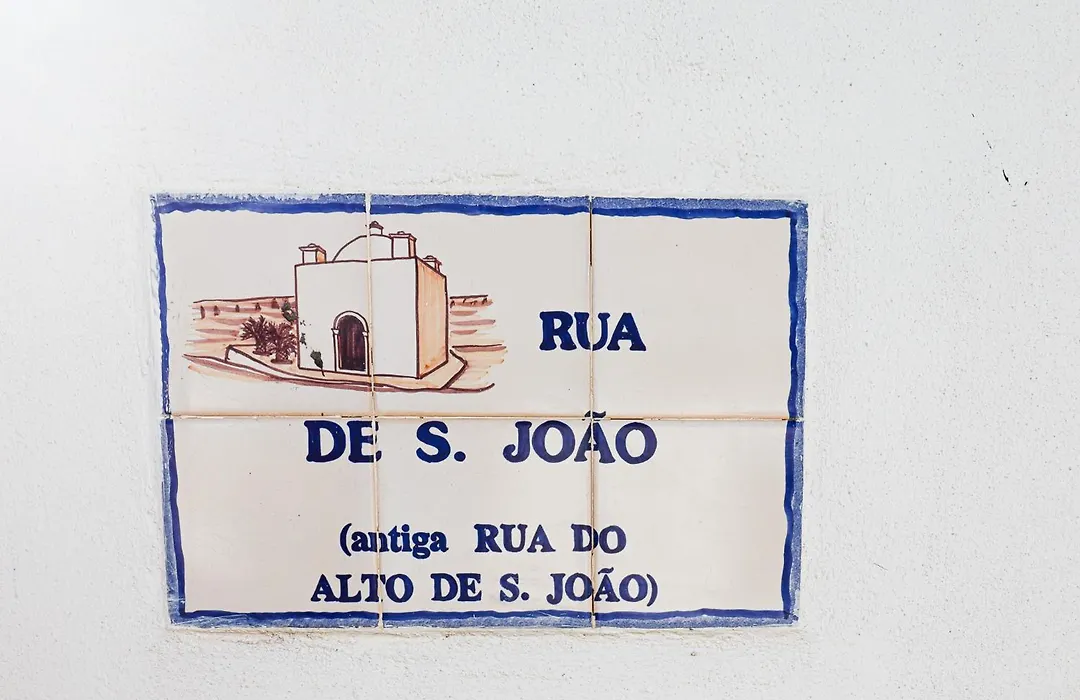 RUA
DE S. JOÃO
(antiga RUA DO
ALTO DE S. JOÃO)